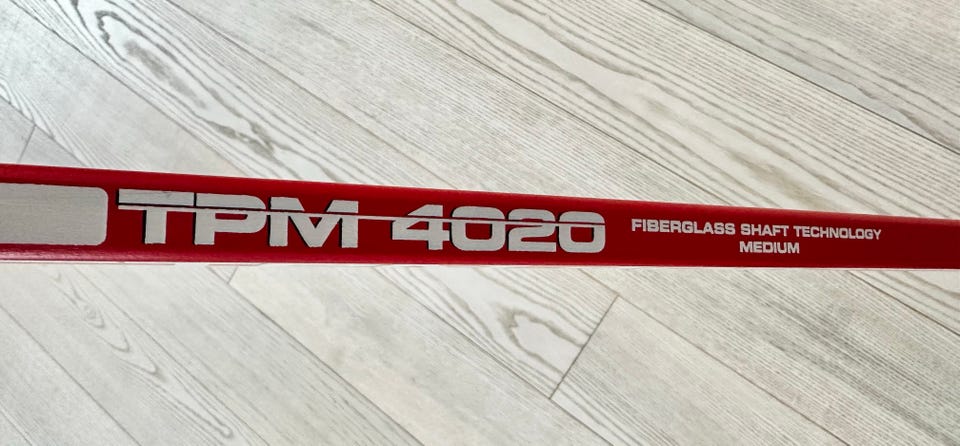 TPM 4020
FIBERGLASS SHAFT TECHNOLOGY
MEDIUM